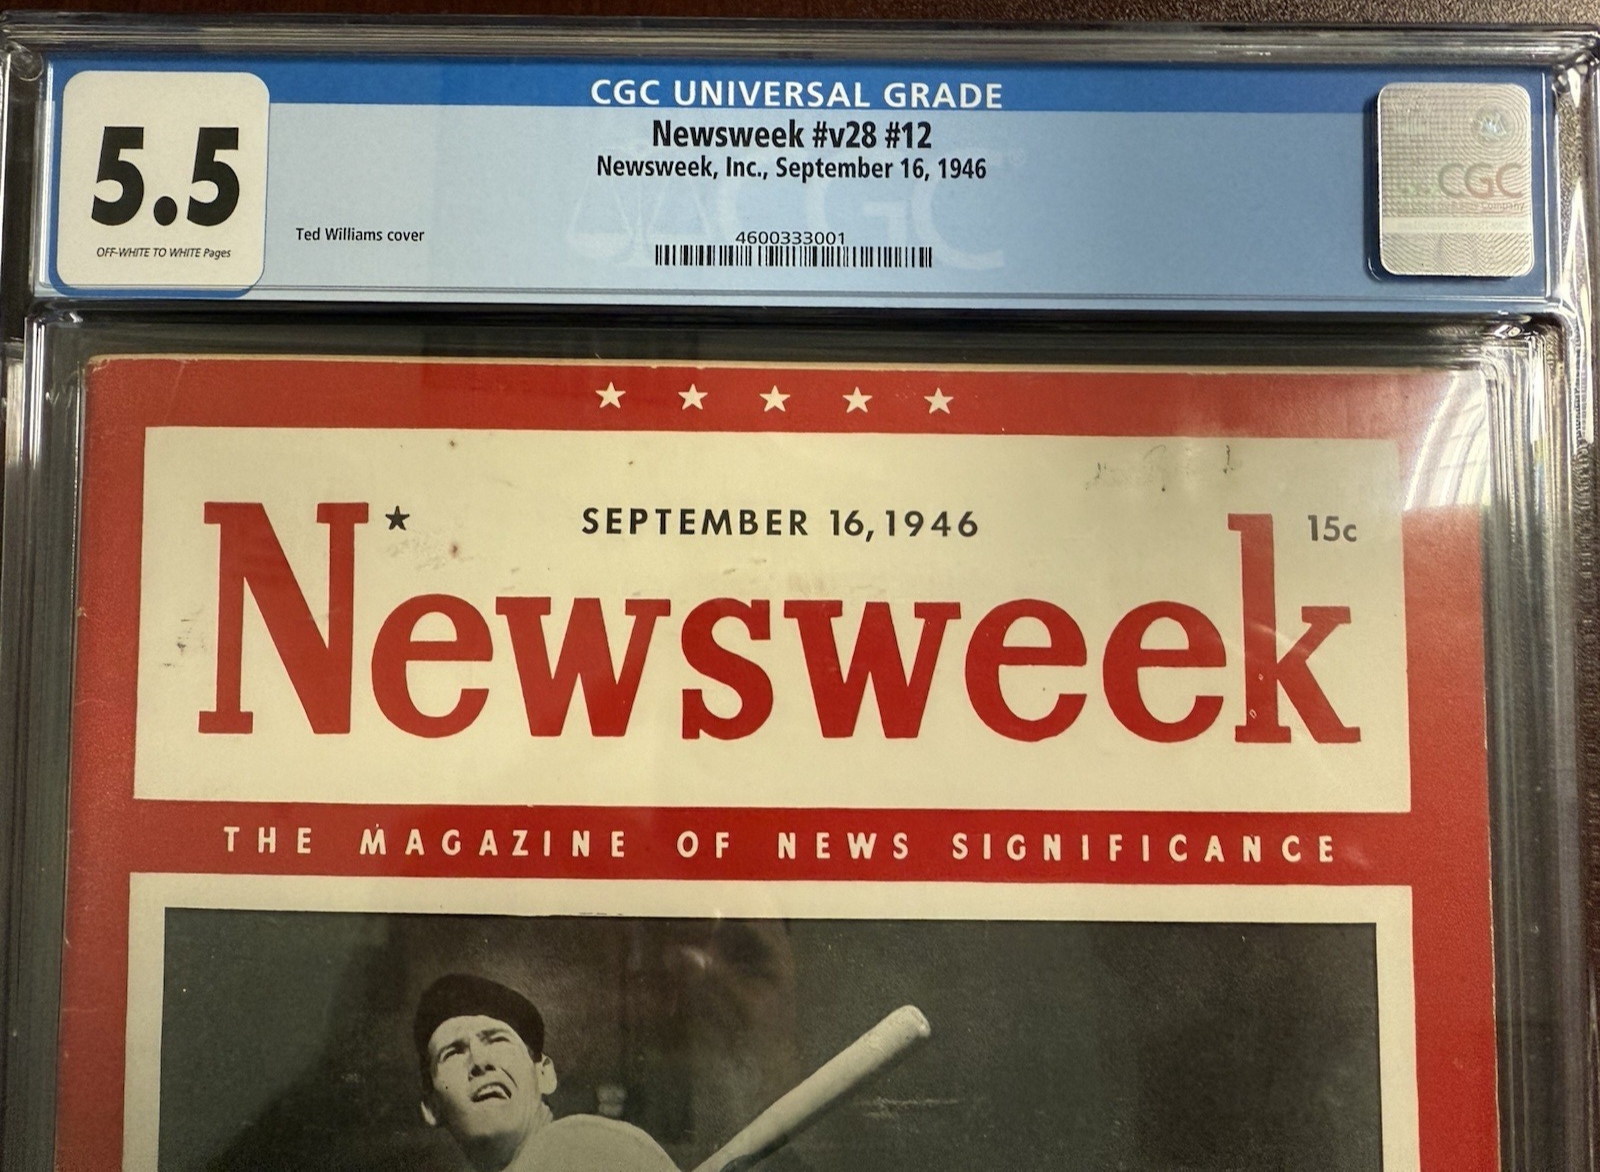 CGC UNIVERSAL GRADE
5.5
OFF-WHITE TO WHITE Pages
Newsweek #v28 #12
Newsweek, Inc., September 16, 1946
Ted Williams cover
4600333001
CGC
SEPTEMBER 16, 1946
15c
Newsweek
THE MAGAZINE OF NEWS SIGNIFICANCE